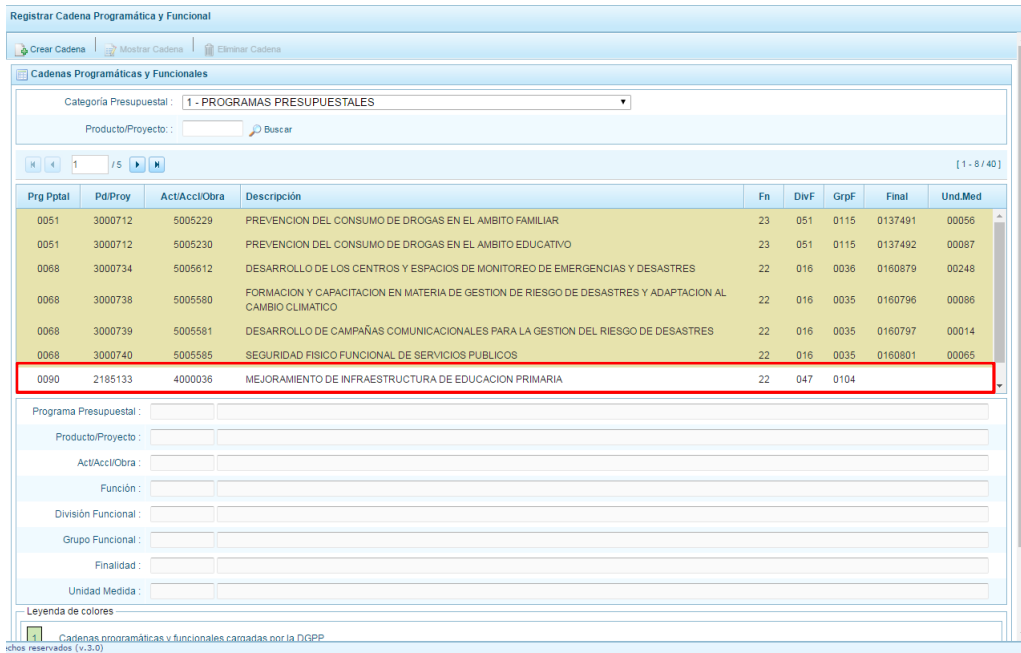 Registrar Cadena Programática y Funcional
Crear Cadena Mostrar Cadena Eliminar Cadena
Cadenas Programáticas y Funcionales
Categoría Presupuestal : 1 - PROGRAMAS PRESUPUESTALES
Producto/Proyecto: : Buscar
1 / 5 [ 1 - 8 / 40 ]
Prg Pptal Pd/Proy Act/AccI/Obra Descripción Fn DivF GrpF Final Und.Med
0051 3000712 5005229 PREVENCION DEL CONSUMO DE DROGAS EN EL AMBITO FAMILIAR 23 051 0115 0137491 00056
0051 3000712 5005230 PREVENCION DEL CONSUMO DE DROGAS EN EL AMBITO EDUCATIVO 23 051 0115 0137492 00087
0068 3000734 5005612 DESARROLLO DE LOS CENTROS Y ESPACIOS DE MONITOREO DE EMERGENCIAS Y DESASTRES 22 016 0036 0160879 00248
0068 3000738 5005580 FORMACION Y CAPACITACION EN MATERIA DE GESTION DE RIESGO DE DESASTRES Y ADAPTACION AL CAMBIO CLIMATICO 22 016 0035 0160796 00086
0068 3000739 5005581 DESARROLLO DE CAMPAÑAS COMUNICACIONALES PARA LA GESTION DEL RIESGO DE DESASTRES 22 016 0035 0160797 00014
0068 3000740 5005585 SEGURIDAD FISICO FUNCIONAL DE SERVICIOS PUBLICOS 22 016 0035 0160801 00065
0090 2185133 4000036 MEJORAMIENTO DE INFRAESTRUCTURA DE EDUCACION PRIMARIA 22 047 0104
Programa Presupuestal :
Producto/Proyecto :
Act/AccI/Obra :
Función :
División Funcional :
Grupo Funcional :
Finalidad :
Unidad Medida :
Leyenda de colores
1 Cadenas programáticas y funcionales cargadas por la DGPP
echos reservados (v.3.0)